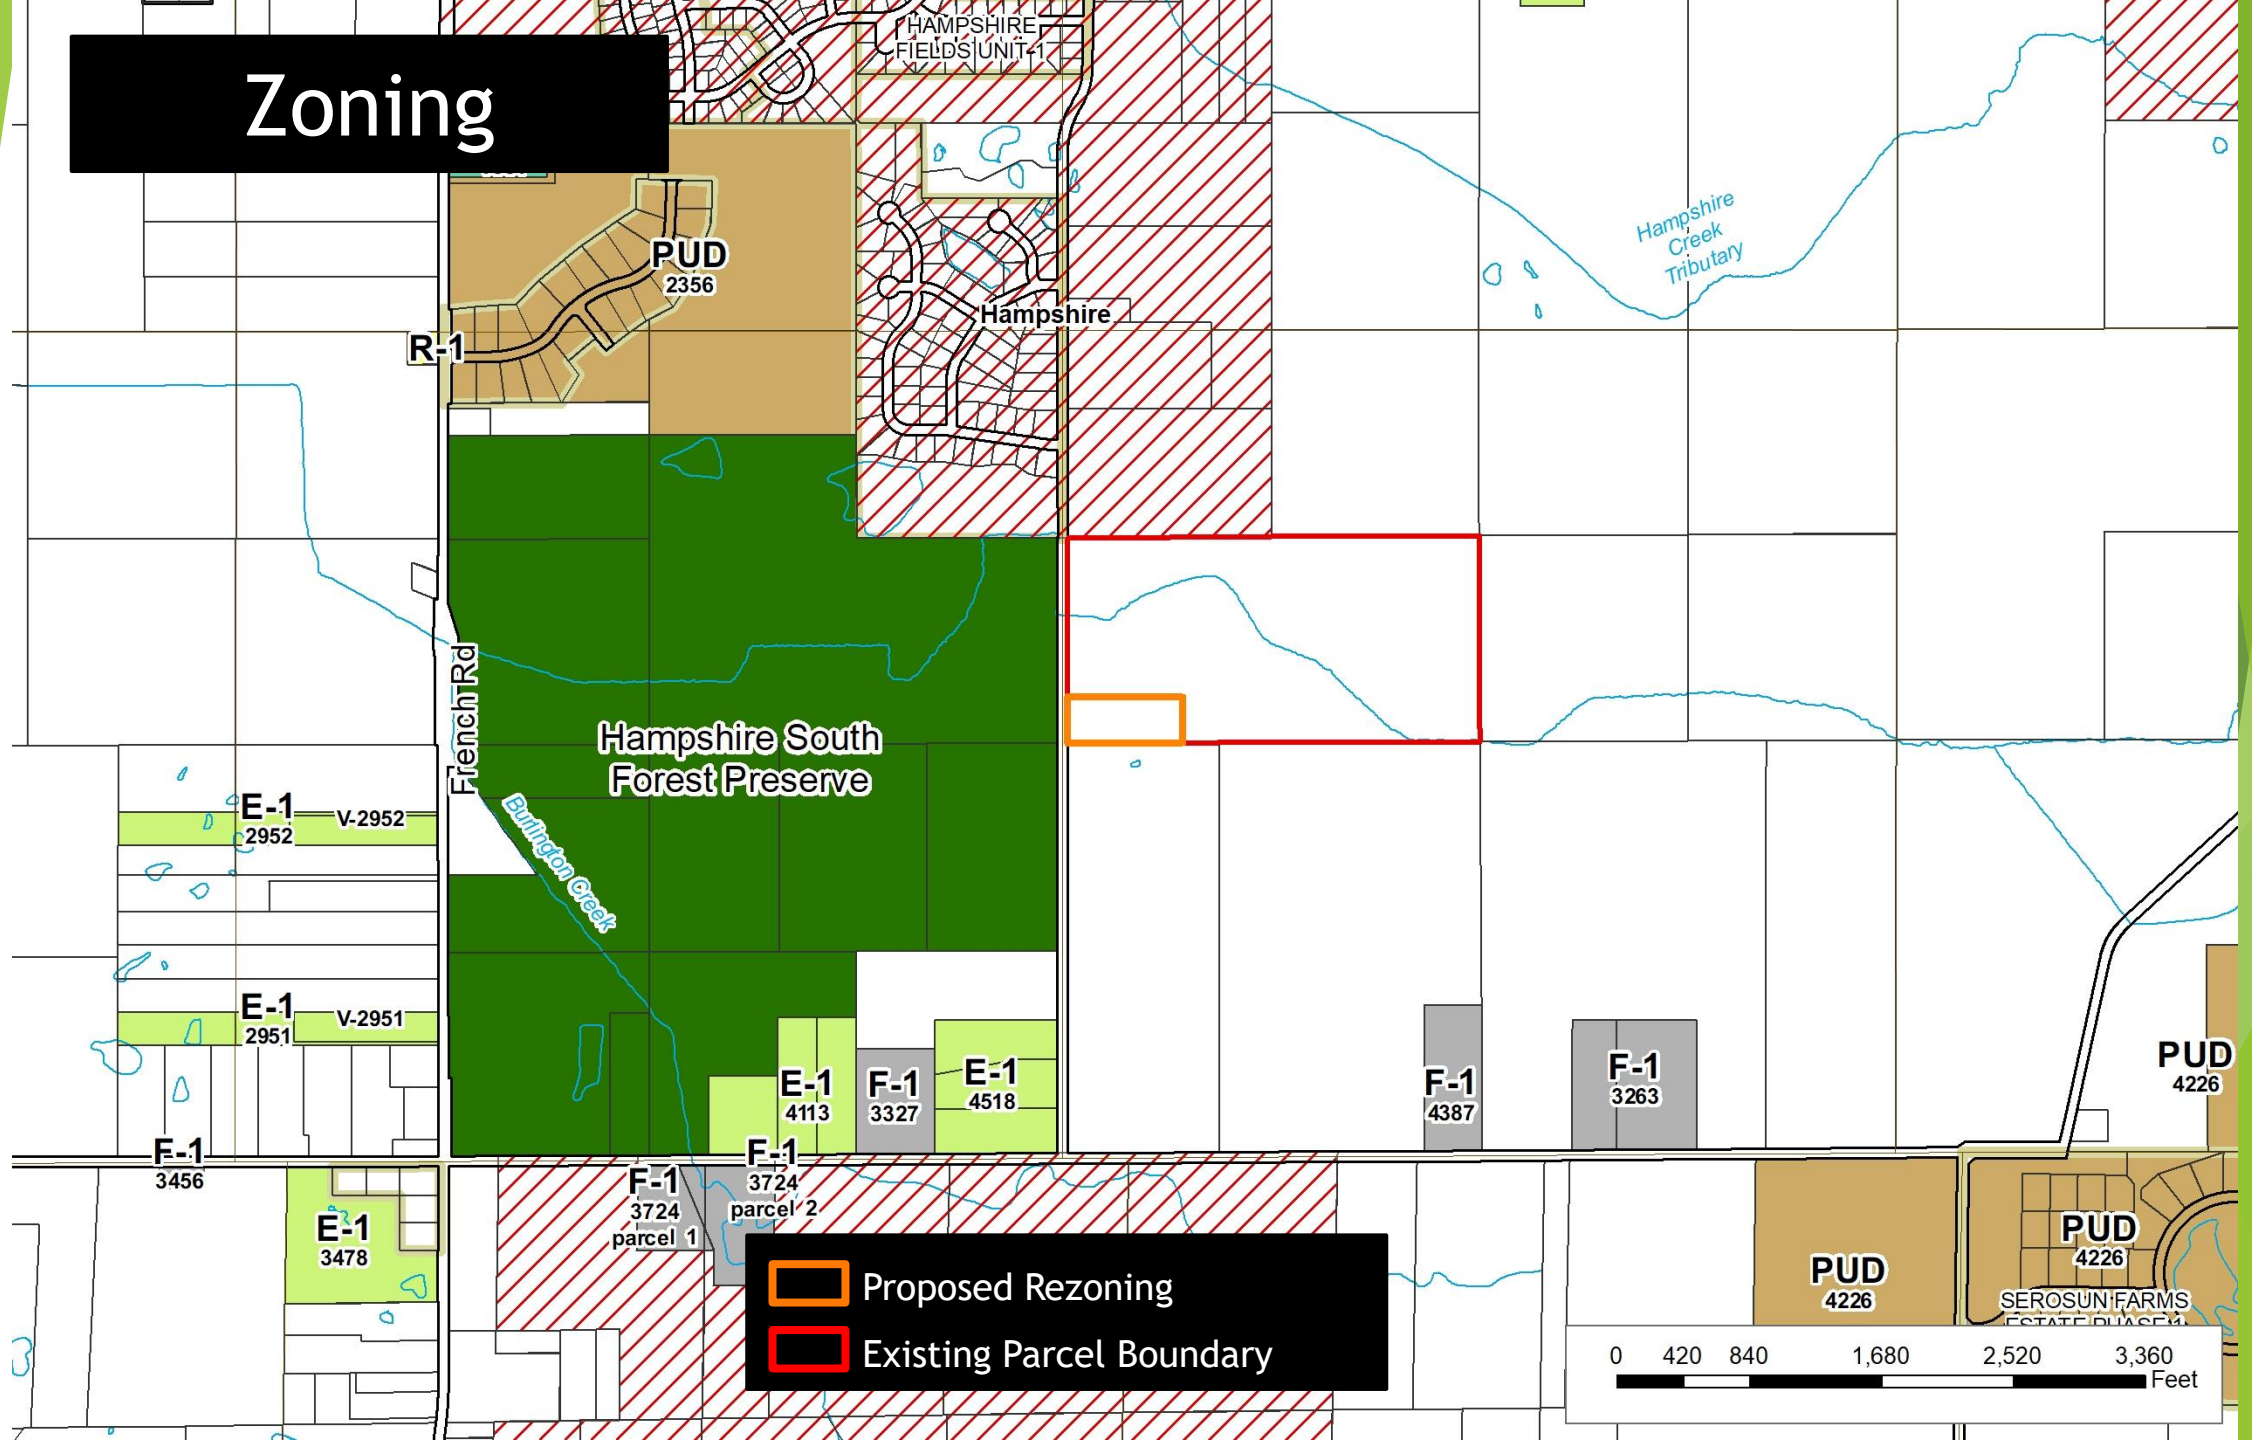 Zoning
HAMPSHIRE
FIELDS UNIT 1
PUD
2356
R-1
Hampshire
Hampshire
Creek
Tributary
French Rd
Hampshire South
Forest Preserve
Burlington Creek
E-1
2952
V-2952
E-1
2951
V-2951
E-1
4113
F-1
3327
E-1
4518
F-1
4387
F-1
3263
PUD
4226
F-1
3456
E-1
3478
F-1
3724
parcel 1
F-1
3724
parcel 2
PUD
4226
PUD
4226
SEROSUN FARMS
ESTATE PHASE 1
Proposed Rezoning
Existing Parcel Boundary
0 420 840 1,680 2,520 3,360
Feet